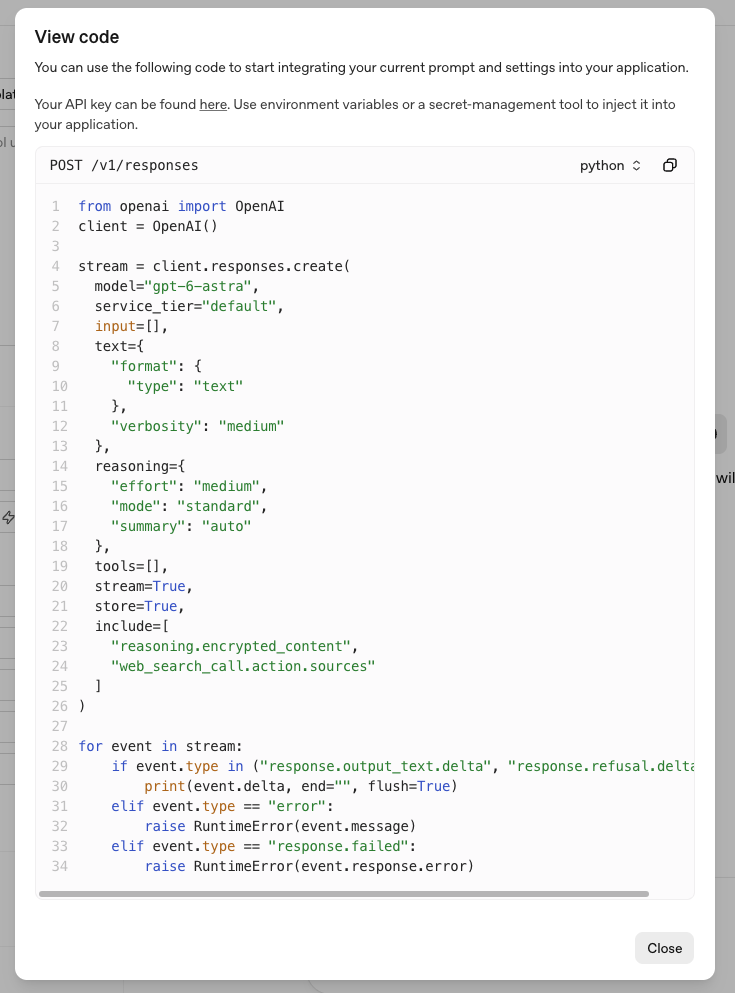 View code
You can use the following code to start integrating your current prompt and settings into your application.
Your API key can be found here. Use environment variables or a secret-management tool to inject it into
your application.
POST /v1/responses
python
1 from openai import OpenAI
2 client = OpenAI()
3
4 stream = client.responses.create(
5   model="gpt-6-astra",
6   service_tier="default",
7   input=[],
8   text={
9     "format": {
10       "type": "text"
11     },
12     "verbosity": "medium"
13   },
14   reasoning={
15     "effort": "medium",
16     "mode": "standard",
17     "summary": "auto"
18   },
19   tools=[],
20   stream=True,
21   store=True,
22   include=[
23     "reasoning.encrypted_content",
24     "web_search_call.action.sources"
25   ]
26 )
27
28 for event in stream:
29     if event.type in ("response.output_text.delta", "response.refusal.delta
30         print(event.delta, end="", flush=True)
31     elif event.type == "error":
32         raise RuntimeError(event.message)
33     elif event.type == "response.failed":
34         raise RuntimeError(event.response.error)
Close